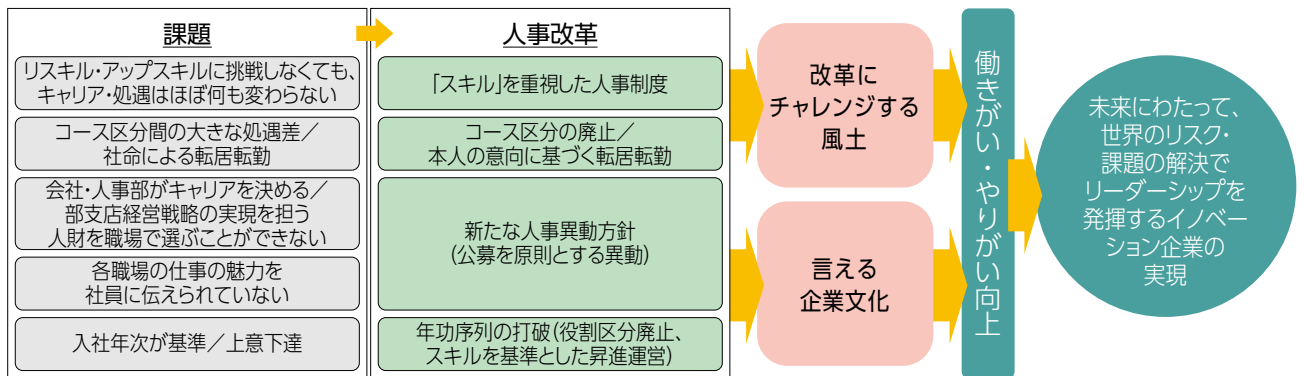 課題
リスキル・アップスキルに挑戦しなくても、
キャリア・処遇はほぼ何も変わらない
コース区分間の大きな処遇差／
社命による転居転勤
会社・人事部がキャリアを決める／
部支店経営戦略の実現を担う
人財を職場で選ぶことができない
各職場の仕事の魅力を
社員に伝えられていない
入社年次が基準／上意下達
人事改革
「スキル」を重視した人事制度
コース区分の廃止／
本人の意向に基づく転居転勤
新たな人事異動方針
(公募を原則とする異動)
年功序列の打破(役割区分廃止、
スキルを基準とした昇進運営)
改革に
チャレンジする
風土
言える
企業文化
働きがい・やりがい向上
未来にわたって、
世界のリスク・
課題の解決で
リーダーシップを
発揮するイノベー
ション企業の
実現